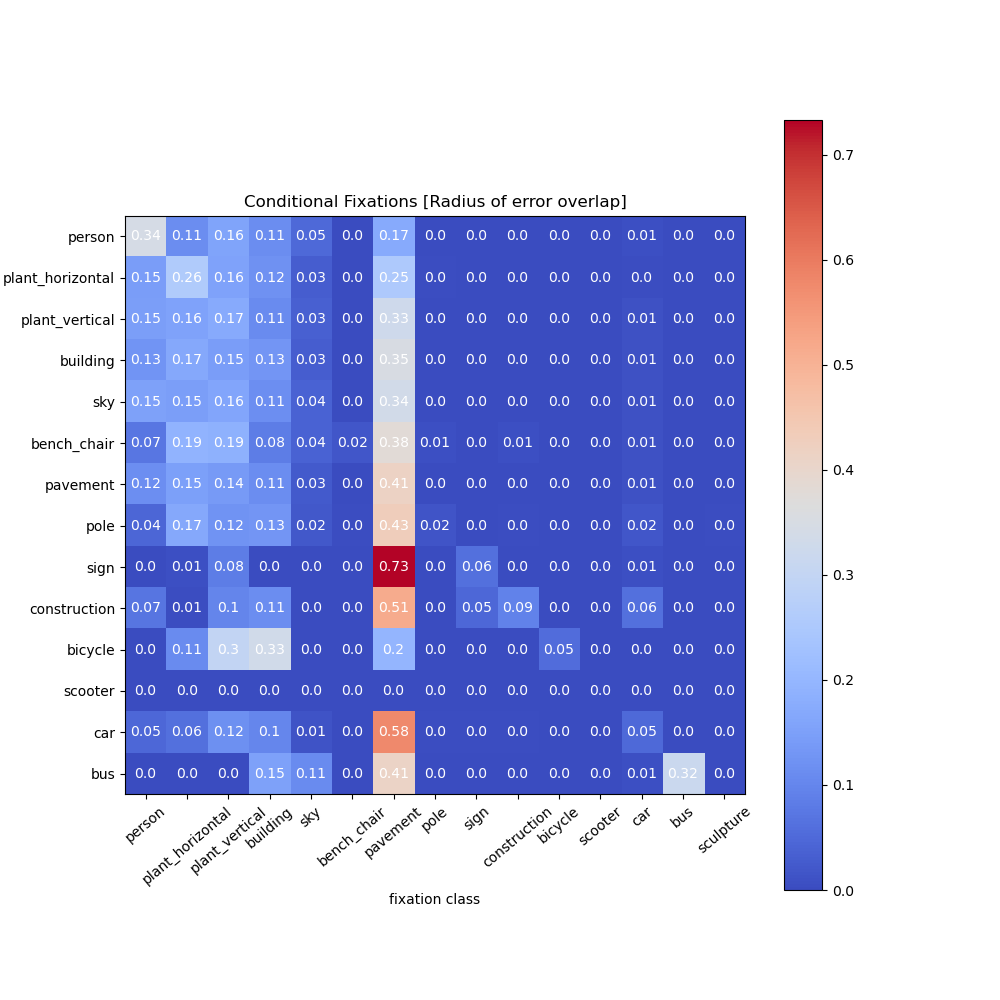 Conditional Fixations [Radius of error overlap]
person 0.34 0.11 0.16 0.11 0.05 0.0 0.17 0.0 0.0 0.0 0.0 0.0 0.01 0.0 0.0
plant_horizontal 0.15 0.26 0.16 0.12 0.03 0.0 0.25 0.0 0.0 0.0 0.0 0.0 0.0 0.0 0.0
plant_vertical 0.15 0.16 0.17 0.11 0.03 0.0 0.33 0.0 0.0 0.0 0.0 0.0 0.01 0.0 0.0
building 0.13 0.17 0.15 0.13 0.03 0.0 0.35 0.0 0.0 0.0 0.0 0.0 0.01 0.0 0.0
sky 0.15 0.15 0.16 0.11 0.04 0.0 0.34 0.0 0.0 0.0 0.0 0.0 0.01 0.0 0.0
bench_chair 0.07 0.19 0.19 0.08 0.04 0.02 0.38 0.01 0.0 0.01 0.0 0.0 0.01 0.0 0.0
pavement 0.12 0.15 0.14 0.11 0.03 0.0 0.41 0.0 0.0 0.0 0.0 0.0 0.01 0.0 0.0
pole 0.04 0.17 0.12 0.13 0.02 0.0 0.43 0.02 0.0 0.0 0.0 0.0 0.02 0.0 0.0
sign 0.0 0.01 0.08 0.0 0.0 0.0 0.73 0.0 0.06 0.0 0.0 0.0 0.01 0.0 0.0
construction 0.07 0.01 0.1 0.11 0.0 0.0 0.51 0.0 0.05 0.09 0.0 0.0 0.06 0.0 0.0
bicycle 0.0 0.11 0.3 0.33 0.0 0.0 0.2 0.0 0.0 0.0 0.05 0.0 0.0 0.0 0.0
scooter 0.0 0.0 0.0 0.0 0.0 0.0 0.0 0.0 0.0 0.0 0.0 0.0 0.0 0.0 0.0
car 0.05 0.06 0.12 0.1 0.01 0.0 0.58 0.0 0.0 0.0 0.0 0.0 0.05 0.0 0.0
bus 0.0 0.0 0.0 0.15 0.11 0.0 0.41 0.0 0.0 0.0 0.0 0.0 0.01 0.32 0.0
person plant_horizontal plant_vertical building sky bench_chair pavement pole sign construction bicycle scooter car bus sculpture
fixation class
0.7
0.6
0.5
0.4
0.3
0.2
0.1
0.0